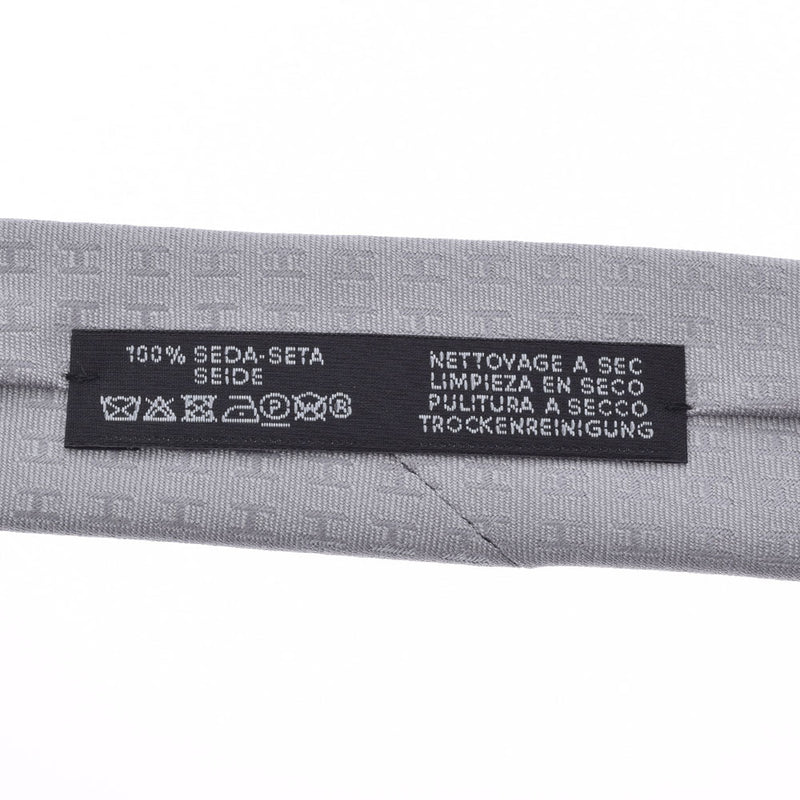 100% SEDA-SETA
SEIDE
P W ®
NETTOYAGE A SEC
LIMPIEZA EN SECO
PULITURA A SECCO
TROCKENREINIGUNG